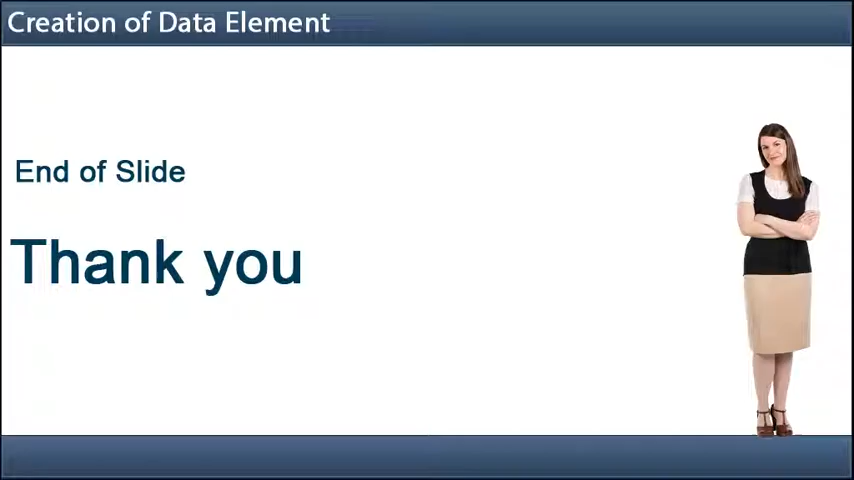 Creation of Data Element
End of Slide
Thank you